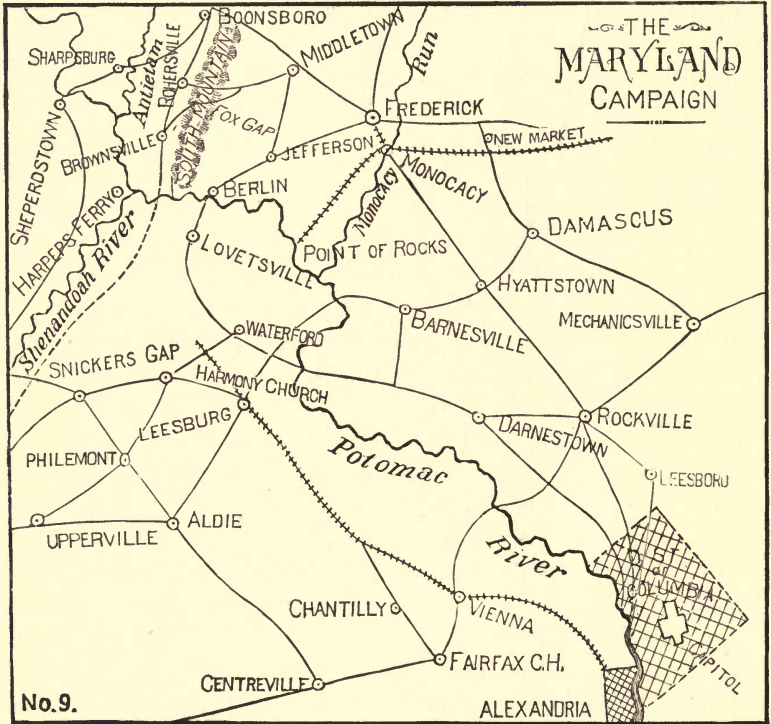 THE
MARYLAND
CAMPAIGN
BOONSBORO
SHARPSBURG
Antietam
ROHERSVILLE
SOUTH MOUNTAIN
MIDDLETOWN
Run
FOX GAP
FREDERICK
NEW MARKET
BROWNSVILLE
JEFFERSON
MONOCACY
SHEPERDSTOWN
HARPERS FERRY
BERLIN
Monocacy
DAMASCUS
LOVETSVILLE
POINT OF ROCKS
Shenandoah River
HYATTSTOWN
BARNESVILLE
MECHANICSVILLE
WATERFORD
SNICKERS GAP
HARMONY CHURCH
LEESBURG
ROCKVILLE
DARNESTOWN
PHILEMONT
Potomac
River
LEESBORO
ALDIE
UPPERVILLE
DIST.
of
COLUMBIA
CAPITOL
CHANTILLY
VIENNA
FAIRFAX C.H.
CENTREVILLE
ALEXANDRIA
No.9.